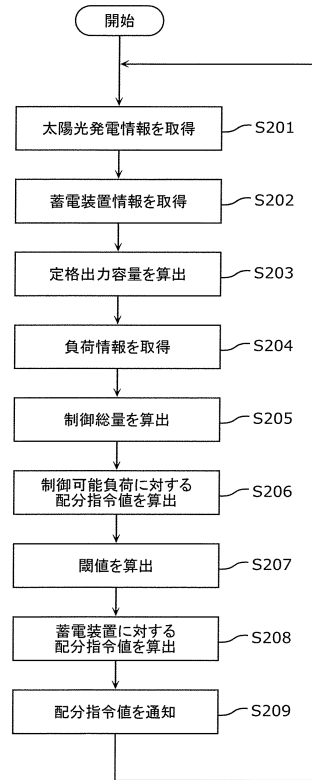 開始
太陽光発電情報を取得
S201
蓄電装置情報を取得
S202
定格出力容量を算出
S203
負荷情報を取得
S204
制御総量を算出
S205
制御可能負荷に対する
配分指令値を算出
S206
閾値を算出
S207
蓄電装置に対する
配分指令値を算出
S208
配分指令値を通知
S209